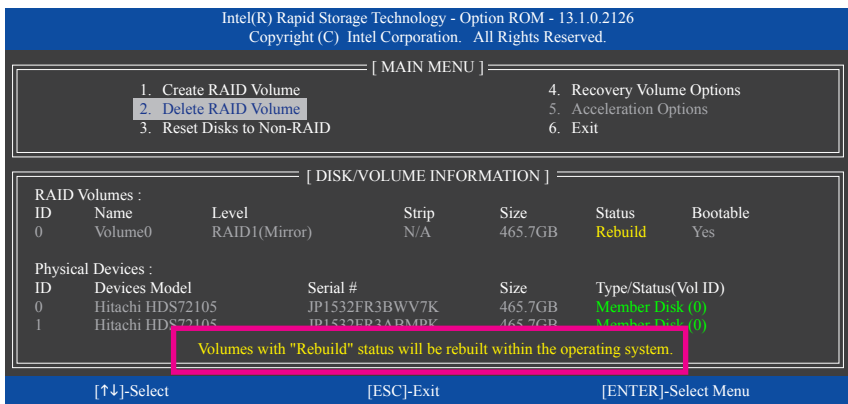 Intel(R) Rapid Storage Technology - Option ROM - 13.1.0.2126
Copyright (C) Intel Corporation. All Rights Reserved.
[ MAIN MENU ]
1. Create RAID Volume
2. Delete RAID Volume
3. Reset Disks to Non-RAID
4. Recovery Volume Options
5. Acceleration Options
6. Exit
[ DISK/VOLUME INFORMATION ]
RAID Volumes :
ID Name Level Strip Size Status Bootable
0 Volume0 RAID1(Mirror) N/A 465.7GB Rebuild Yes
Physical Devices :
ID Devices Model Serial # Size Type/Status(Vol ID)
0 Hitachi HDS72105 JP1532FR3BWV7K 465.7GB Member Disk (0)
1 Hitachi HDS72105 JP1532FR3ABMPK 465.7GB Member Disk (0)
Volumes with "Rebuild" status will be rebuilt within the operating system.
[↑↓]-Select [ESC]-Exit [ENTER]-Select Menu